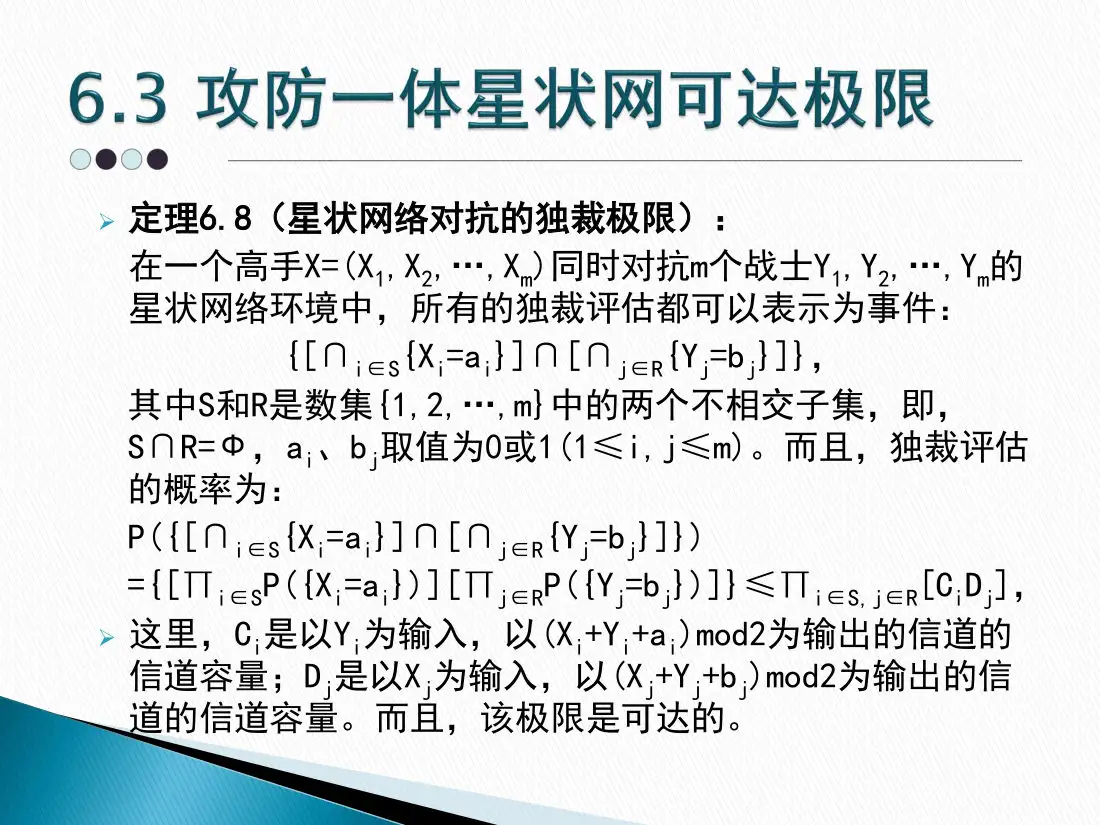 6.3 攻防一体星状网可达极限
定理6.8（星状网络对抗的独裁极限）:
在一个高手X=(X₁,X₂,…,Xₘ)同时对抗m个战士Y₁,Y₂,…,Yₘ的
星状网络环境中，所有的独裁评估都可以表示为事件:
{[∩i∈S{Xi=ai}]∩[∩j∈R{Yj=bj}]},
其中S和R是数集{1,2,…,m}中的两个不相交子集，即，
S∩R=Φ，ai、bj取值为0或1(1≤i,j≤m)。而且，独裁评估
的概率为:
P({[∩i∈S{Xi=ai}]∩[∩j∈R{Yj=bj}]})
={[∏i∈SP({Xi=ai})][∏j∈RP({Yj=bj})]}≤∏i∈S,j∈R[CiDj],
这里，Ci是以Yi为输入，以(Xi+Yi+ai)mod2为输出的信道的
信道容量；Dj是以Xj为输入，以(Xj+Yj+bj)mod2为输出的信
道的信道容量。而且，该极限是可达的。